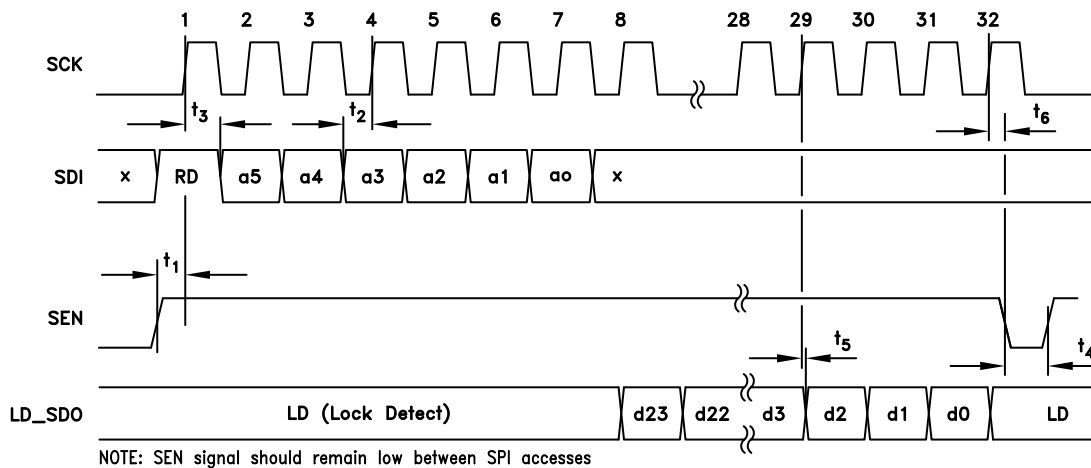 1 2 3 4 5 6 7 8 28 29 30 31 32
SCK
t3 t2 t6
SDI x RD a5 a4 a3 a2 a1 ao x
t1
SEN
t5 t4
LD_SDO LD (Lock Detect) d23 d22 d3 d2 d1 d0 LD
NOTE: SEN signal should remain low between SPI accesses